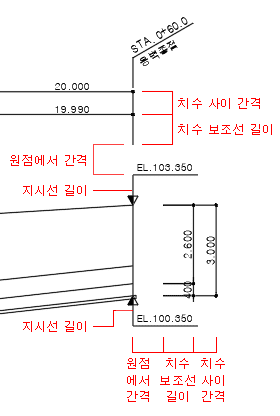 STA. 0+60.0
종확폭점
20.000
치수 사이 간격
19.990
치수 보조선 길이
원점에서 간격
EL.103.350
지시선 길이
2.600
3.000
400
EL.100.350
지시선 길이
원점
에서
간격
치수
보조선
길이
치수
사이
간격